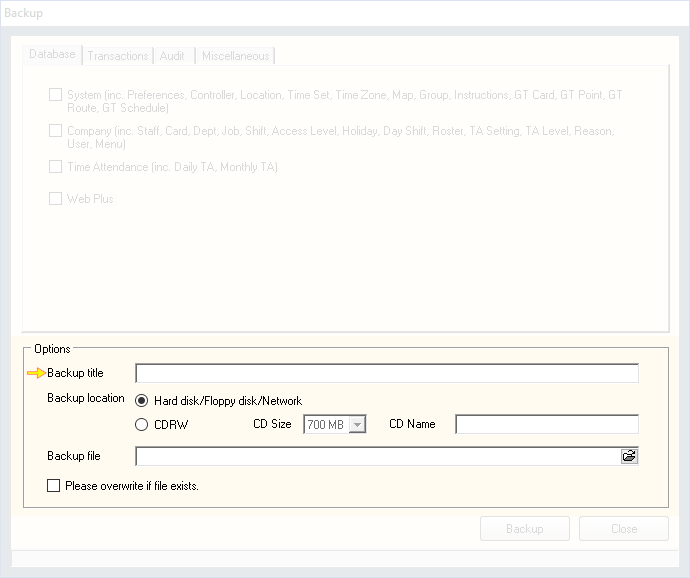 Backup
Database Transactions Audit Miscellaneous
System (inc. Preferences, Controller, Location, Time Set, Time Zone, Map, Group, Instructions, GT Card, GT Point, GT
Route, GT Schedule)
Company (inc. Staff, Card, Dept, Job, Shift, Access Level, Holiday, Day Shift, Roster, TA Setting, TA Level, Reason,
User, Menu)
Time Attendance (inc. Daily TA, Monthly TA)
Web Plus
Options
Backup title
Backup location Hard disk/Floppy disk/Network
CDRW CD Size 700 MB CD Name
Backup file
Please overwrite if file exists.
Backup Close